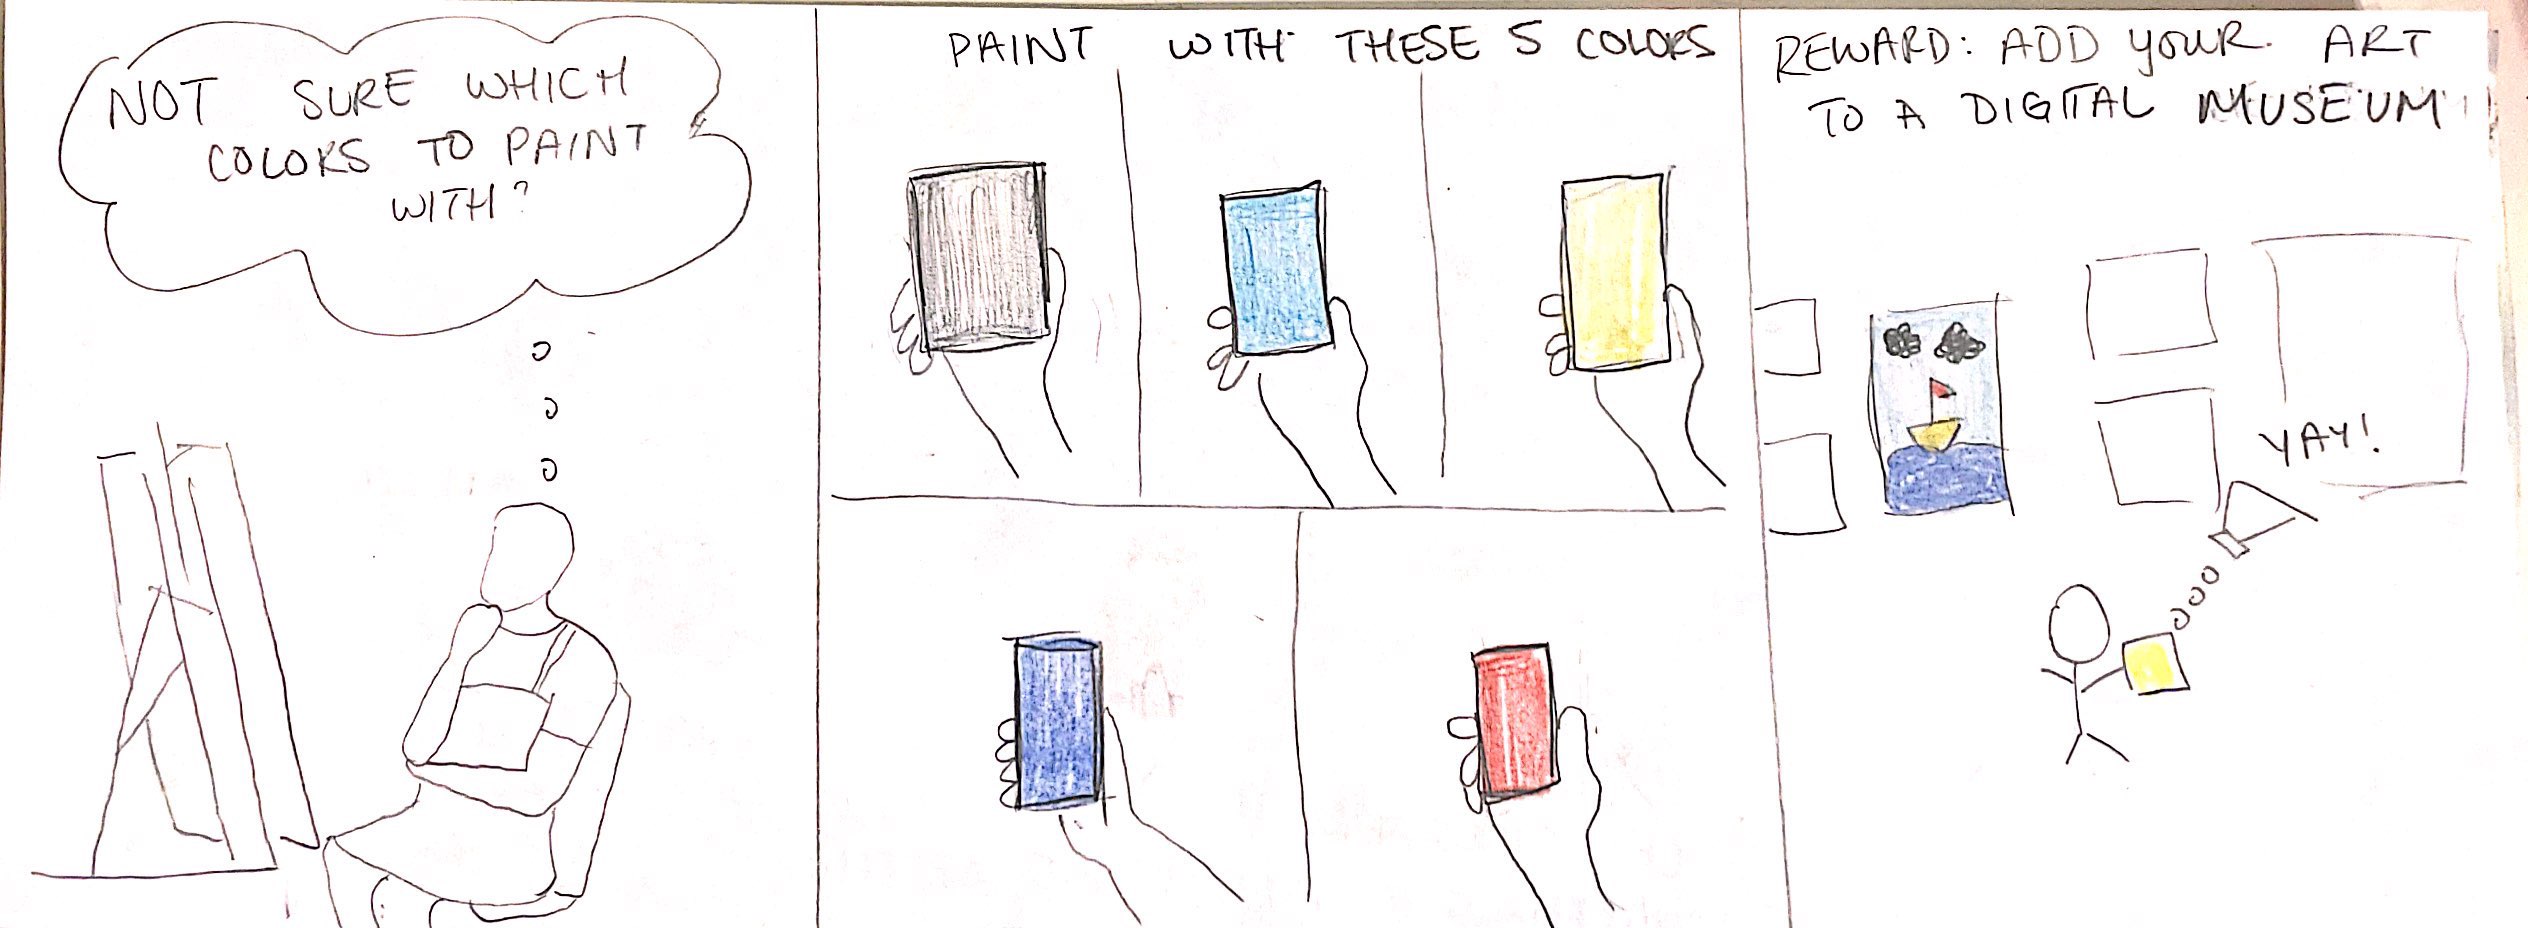 NOT SURE WHICH
COLORS TO PAINT
WITH?
PAINT WITH THESE 5 COLORS
REWARD: ADD YOUR ART
TO A DIGITAL MUSEUM!
YAY!